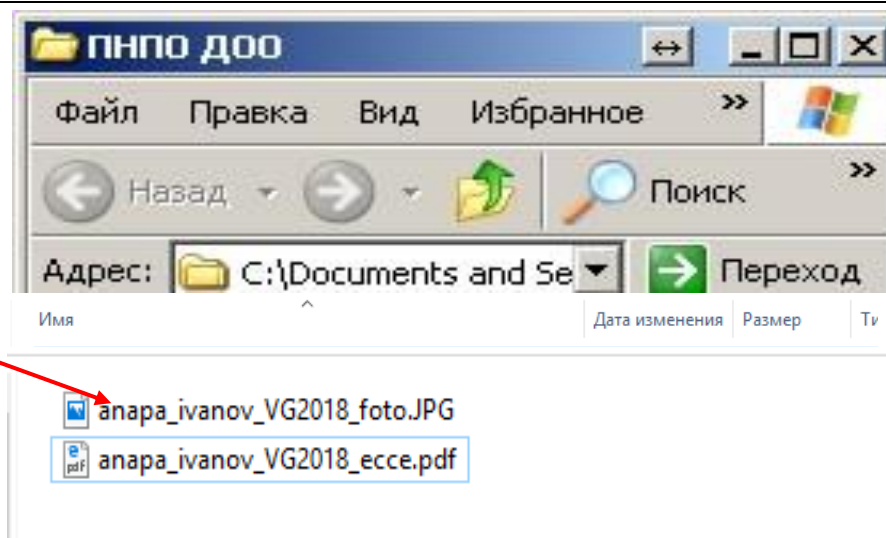 ПНПО ДОО
Файл Правка Вид Избранное »
Назад Поиск »
Адрес: C:\Documents and Se Переход
Имя Дата изменения Размер Ти
anapa_ivanov_VG2018_foto.JPG
pdf anapa_ivanov_VG2018_ecce.pdf